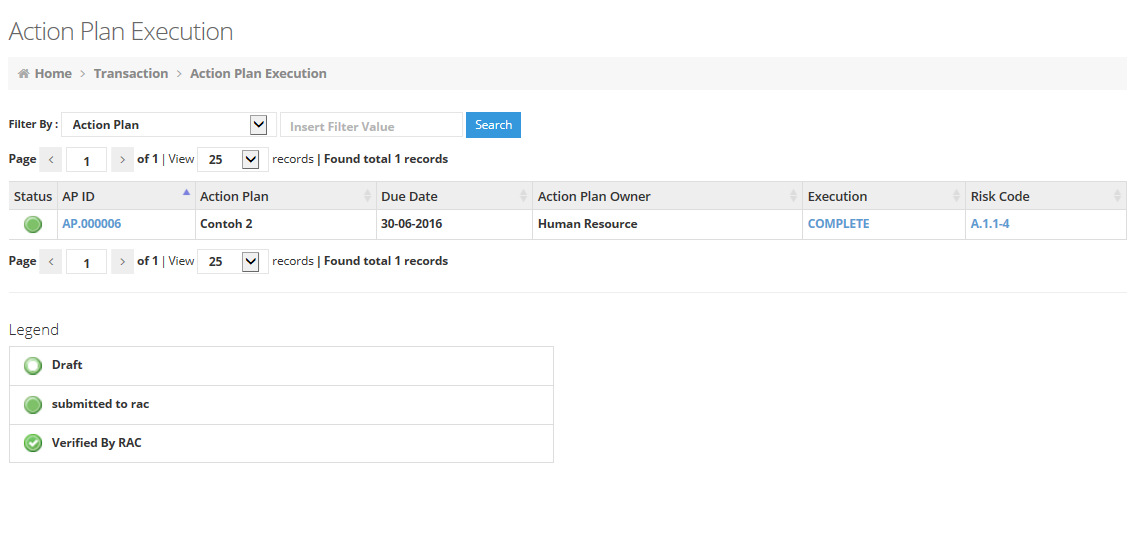 Action Plan Execution
Home > Transaction > Action Plan Execution
Filter By : Action Plan Insert Filter Value Search
Page < 1 > of 1 | View 25 records | Found total 1 records
Status AP ID Action Plan Due Date Action Plan Owner Execution Risk Code
AP.000006 Contoh 2 30-06-2016 Human Resource COMPLETE A.1.1-4
Page < 1 > of 1 | View 25 records | Found total 1 records
Legend
Draft
submitted to rac
Verified By RAC